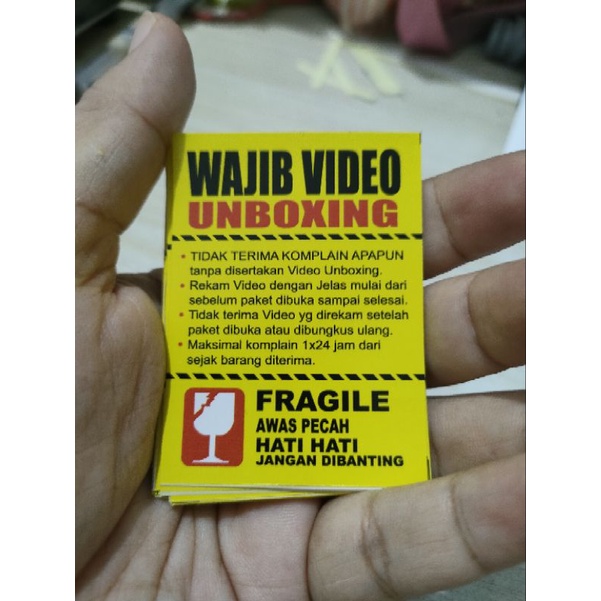 WAJIB VIDEO
UNBOXING
• TIDAK TERIMA KOMPLAIN APAPUN
tanpa disertakan Video Unboxing.
• Rekam Video dengan Jelas mulai dari
sebelum paket dibuka sampai selesai.
• Tidak terima Video yg direkam setelah
paket dibuka atau dibungkus ulang.
• Maksimal komplain 1x24 jam dari
sejak barang diterima.
FRAGILE
AWAS PECAH
HATI HATI
JANGAN DIBANTING